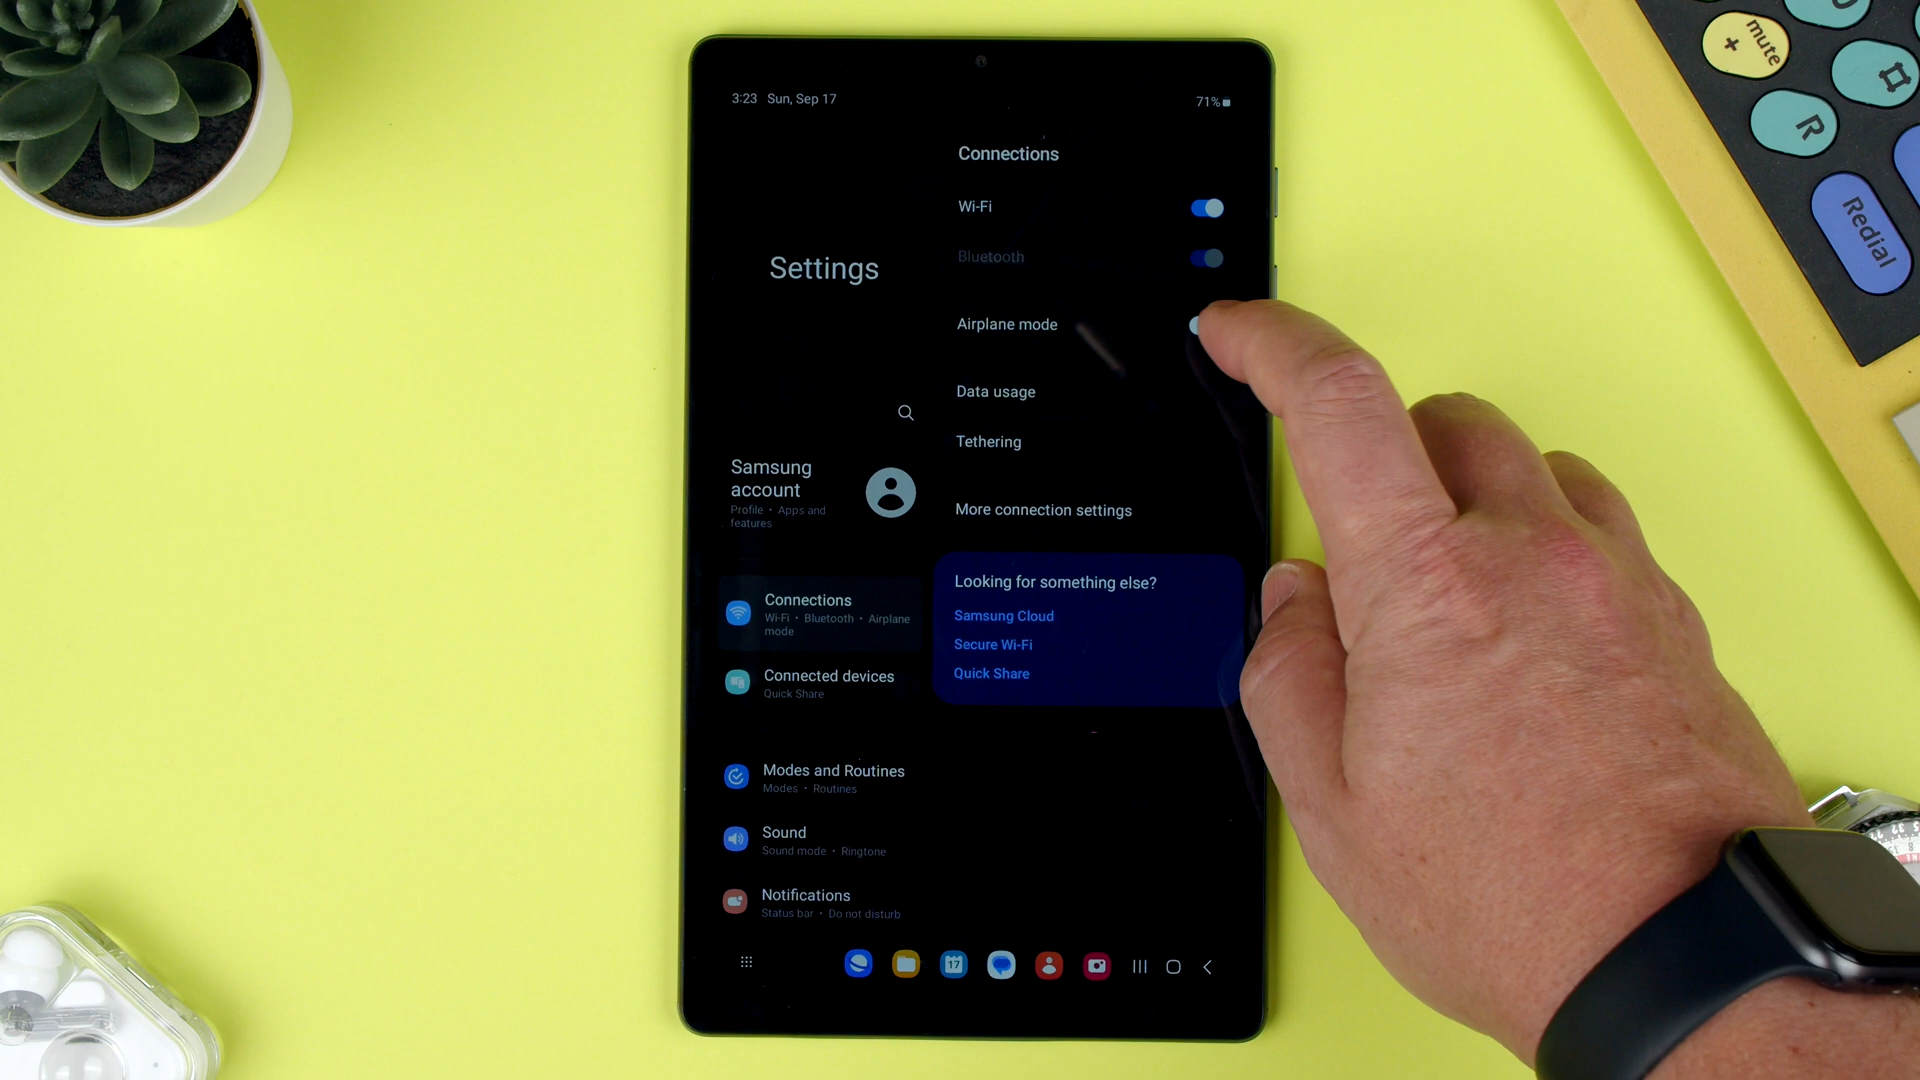 3:23 Sun, Sep 17
71%
Settings
Samsung
account
Profile • Apps and
features
Connections
Wi-Fi • Bluetooth • Airplane
mode
Connected devices
Quick Share
Modes and Routines
Modes • Routines
Sound
Sound mode • Ringtone
Notifications
Status bar • Do not disturb
Connections
Wi-Fi
Bluetooth
Airplane mode
Data usage
Tethering
More connection settings
Looking for something else?
Samsung Cloud
Secure Wi-Fi
Quick Share
17
mute
+
R
Redial